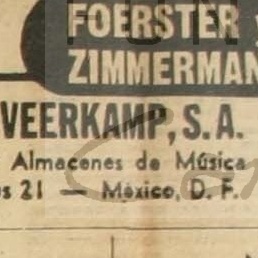 FOERSTER y
ZIMMERMAN
VEERKAMP, S.A.
Almacenes de Música
s 21 — México, D. F.